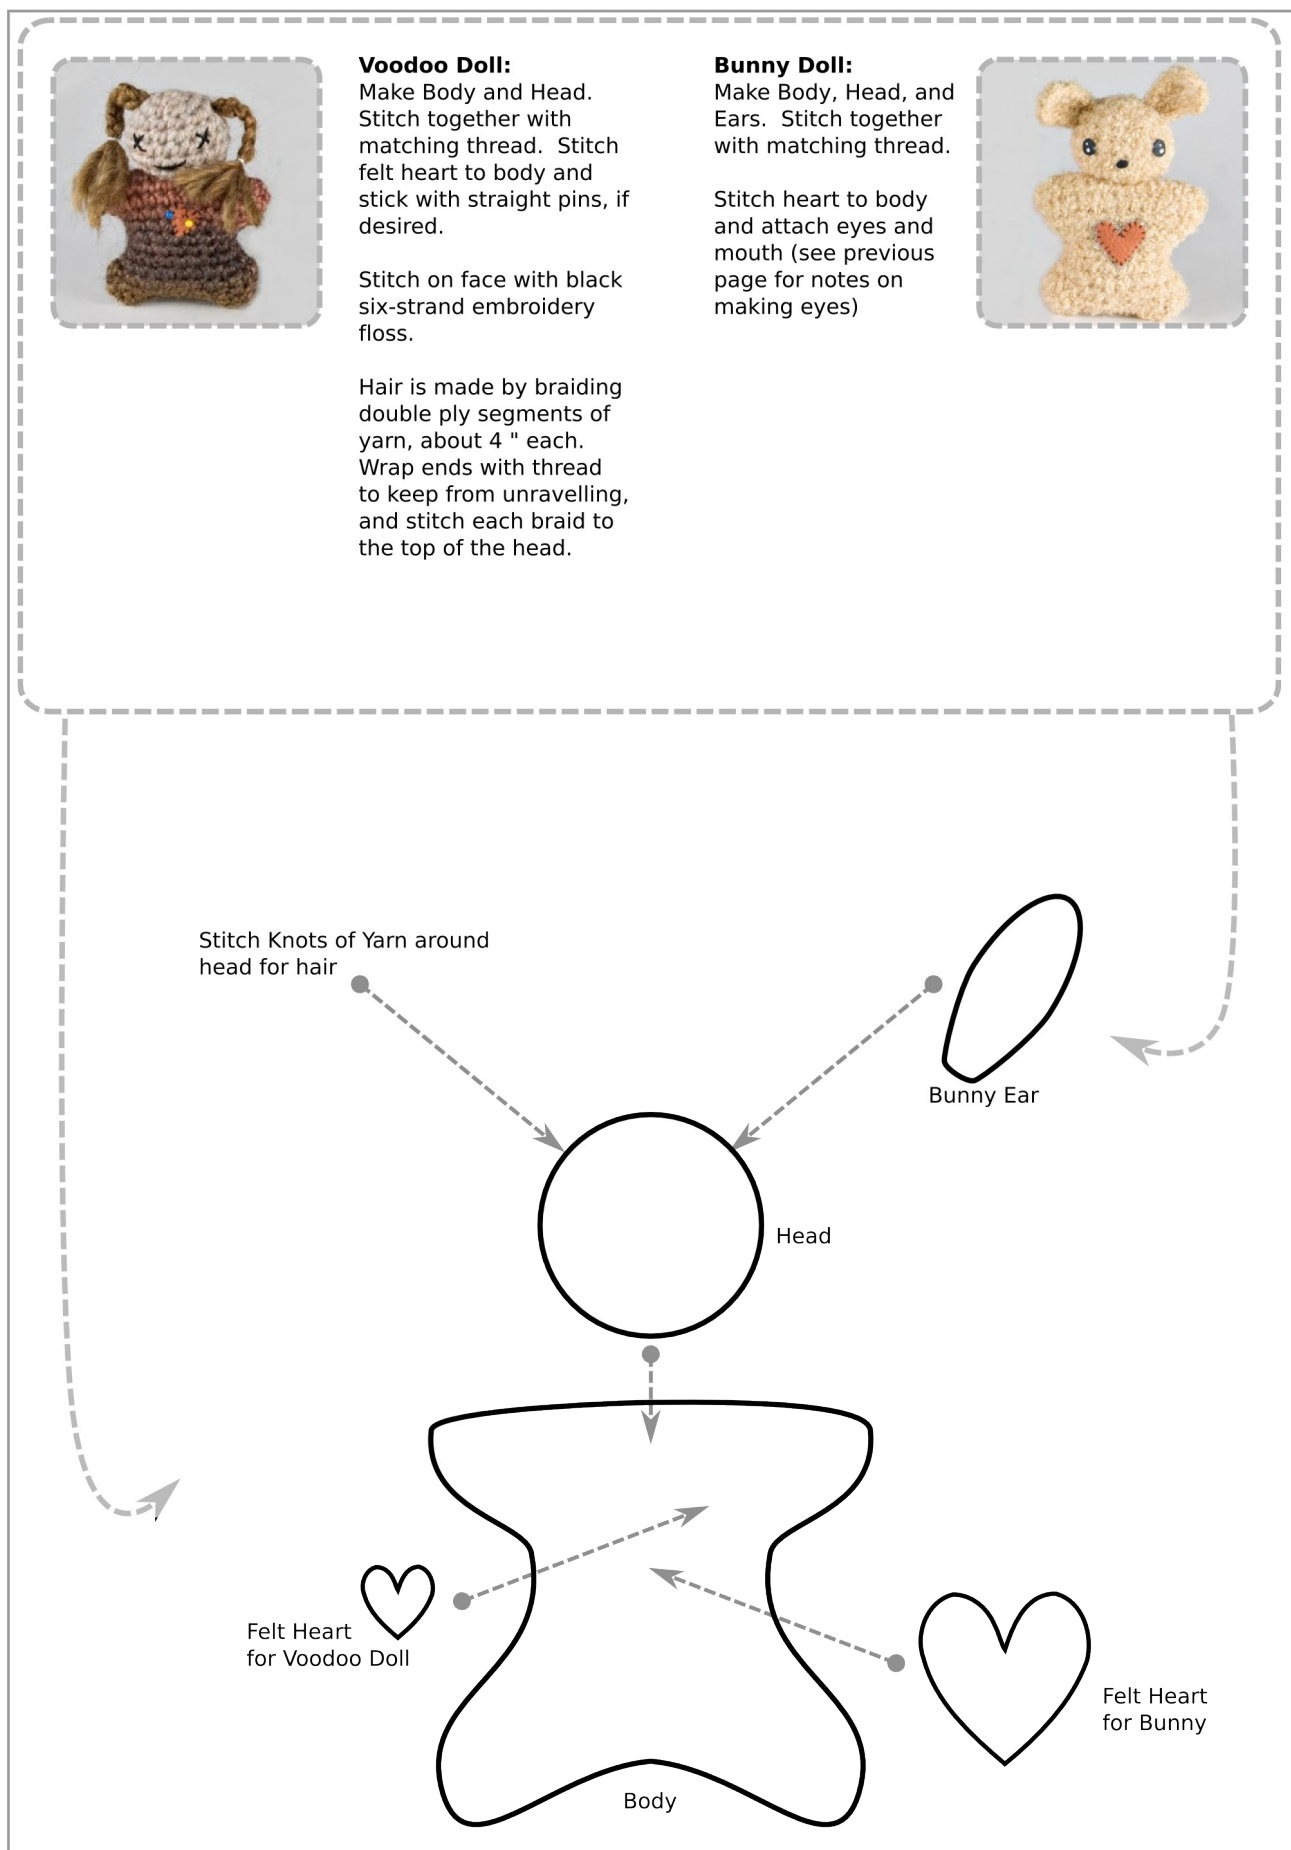 Voodoo Doll:
Make Body and Head.
Stitch together with
matching thread.  Stitch
felt heart to body and
stick with straight pins, if
desired.
Stitch on face with black
six-strand embroidery
floss.
Hair is made by braiding
double ply segments of
yarn, about 4 " each.
Wrap ends with thread
to keep from unravelling,
and stitch each braid to
the top of the head.
Bunny Doll:
Make Body, Head, and
Ears.  Stitch together
with matching thread.
Stitch heart to body
and attach eyes and
mouth (see previous
page for notes on
making eyes)
Stitch Knots of Yarn around
head for hair
Bunny Ear
Head
Felt Heart
for Voodoo Doll
Felt Heart
for Bunny
Body